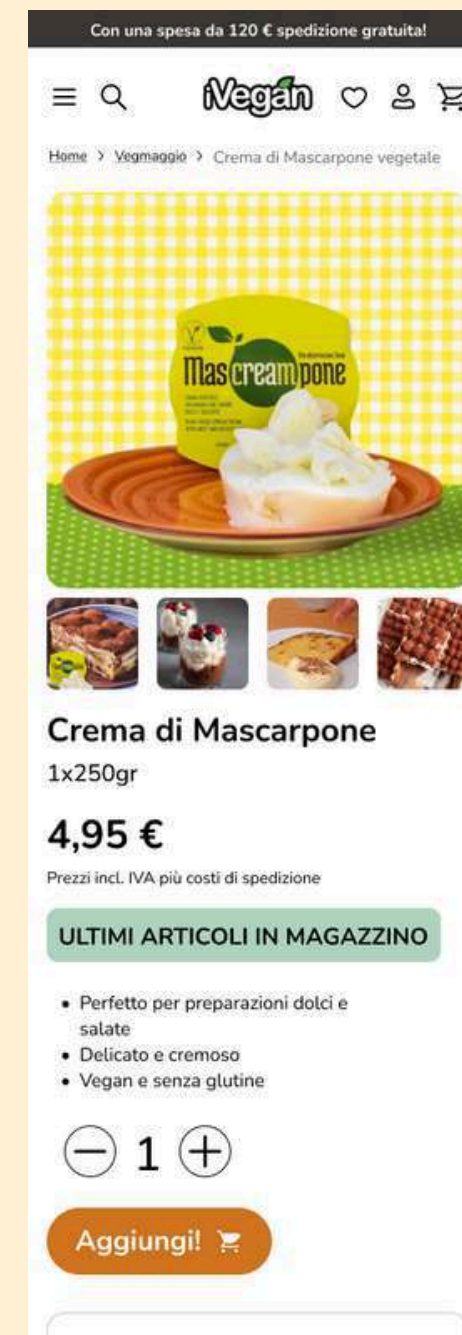 Con una spesa da 120 € spedizione gratuita!
iVegan
Home > Vegmaggio > Crema di Mascarpone vegetale
Mascreampone
Crema di Mascarpone
1x250gr
4,95 €
Prezzi incl. IVA più costi di spedizione
ULTIMI ARTICOLI IN MAGAZZINO
• Perfetto per preparazioni dolci e
salate
• Delicato e cremoso
• Vegan e senza glutine
1
Aggiungi!